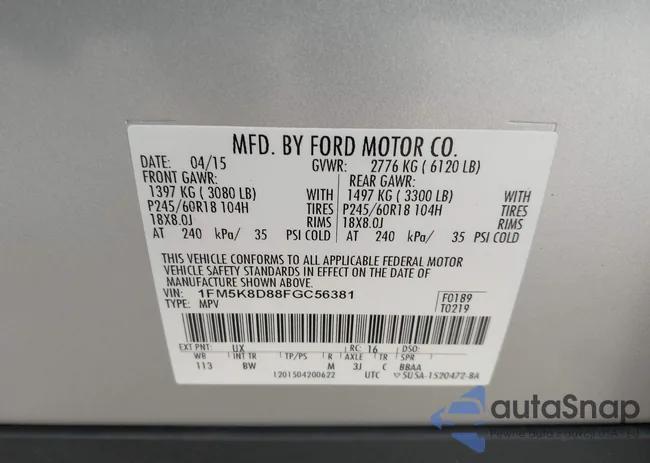 MFD. BY FORD MOTOR CO.
DATE: 04/15 GVWR: 2776 KG ( 6120 LB)
FRONT GAWR: REAR GAWR:
1397 KG ( 3080 LB) WITH 1497 KG ( 3300 LB) WITH
P245/60R18 104H TIRES P245/60R18 104H TIRES
18X8.0J RIMS 18X8.0J RIMS
AT 240 kPa/ 35 PSI COLD AT 240 kPa/ 35 PSI COLD
THIS VEHICLE CONFORMS TO ALL APPLICABLE FEDERAL MOTOR
VEHICLE SAFETY STANDARDS IN EFFECT ON THE DATE OF
MANUFACTURE SHOWN ABOVE.
VIN: 1FM5K8D88FGC56381 F0189
TYPE: MPV T0219
EXT PNT: UX RC: 16 DSO:
WB INT TR TP/PS R AXLE TR SPR
113 BW M 3J C BBAA
1201504200622 UTC SUSA-1520472-BA
autaSnap